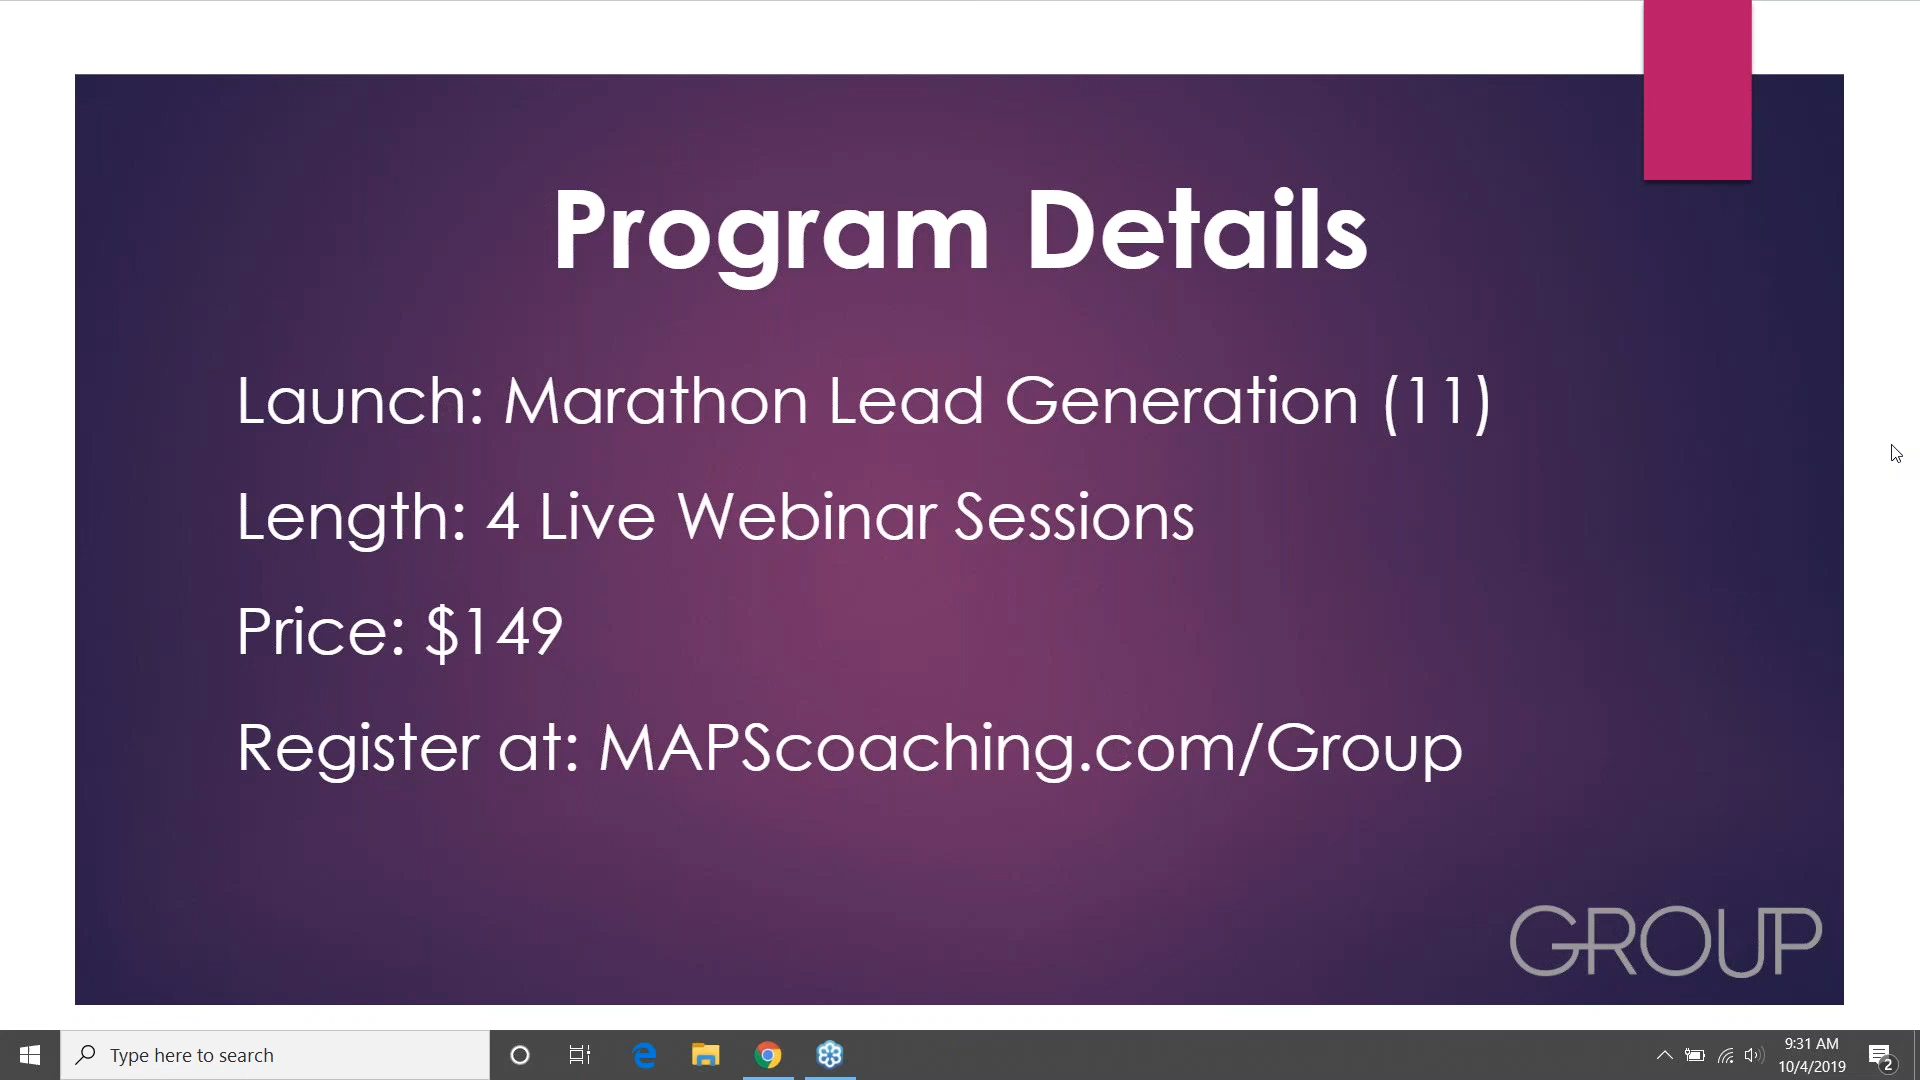 Program Details
Launch: Marathon Lead Generation (11)
Length: 4 Live Webinar Sessions
Price: $149
Register at: MAPScoaching.com/Group
GROUP
Type here to search
9:31 AM
10/4/2019
2